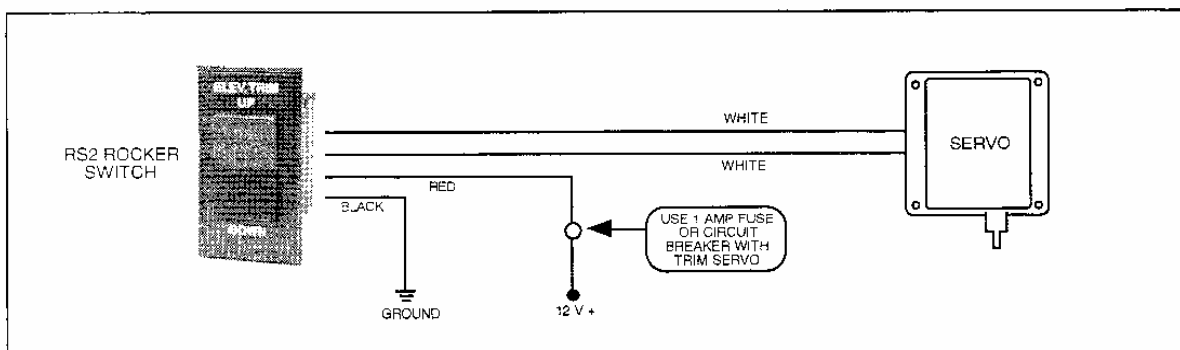 ELEV TRIM
UP
DOWN
RS2 ROCKER
SWITCH
WHITE
WHITE
RED
BLACK
GROUND
12 V +
USE 1 AMP FUSE
OR CIRCUIT
BREAKER WITH
TRIM SERVO
SERVO